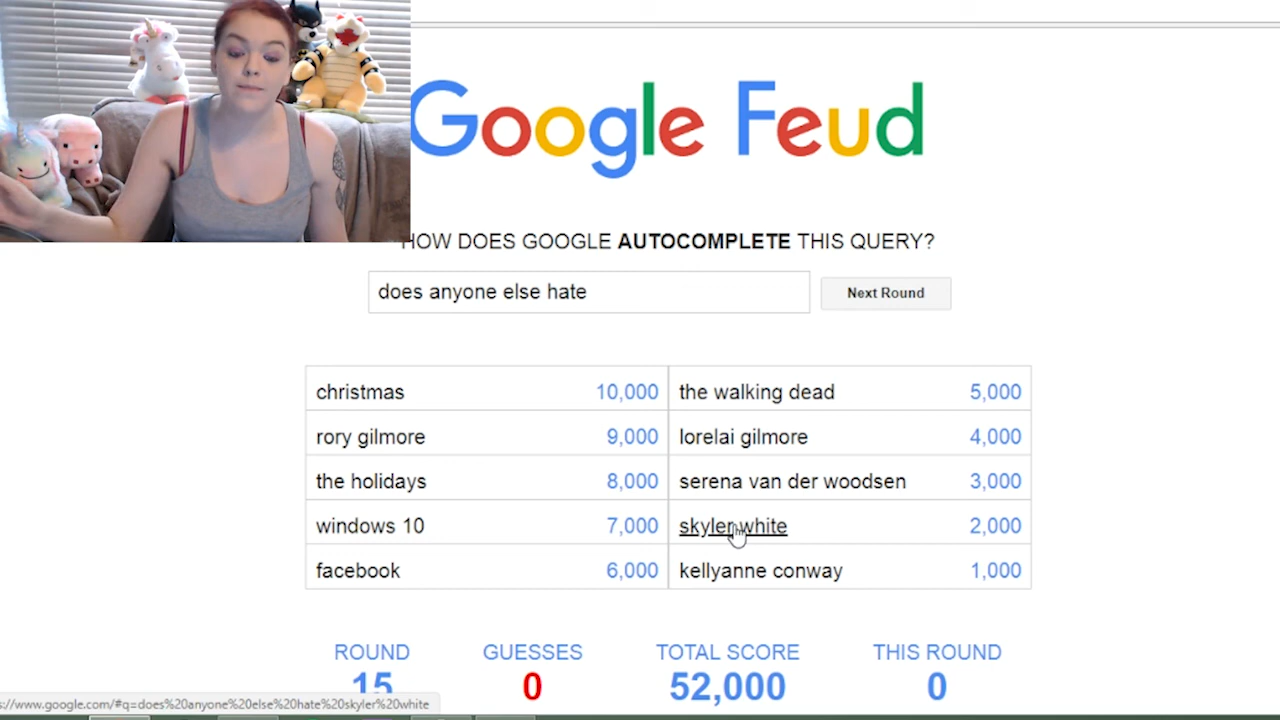 Google Feud
HOW DOES GOOGLE AUTOCOMPLETE THIS QUERY?
does anyone else hate
Next Round
christmas 10,000 the walking dead 5,000
rory gilmore 9,000 lorelai gilmore 4,000
the holidays 8,000 serena van der woodsen 3,000
windows 10 7,000 skyler white 2,000
facebook 6,000 kellyanne conway 1,000
ROUND GUESSES TOTAL SCORE THIS ROUND
15 0 52,000 0
s://www.google.com/#q=does%20anyone%20else%20hate%20skyler%20white